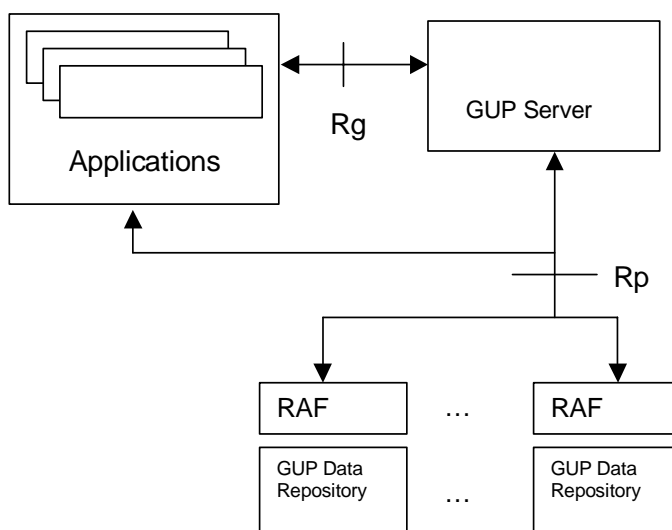 GUP Server
Rg
Applications
Rp
RAF
...
RAF
GUP Data
Repository
...
GUP Data
Repository